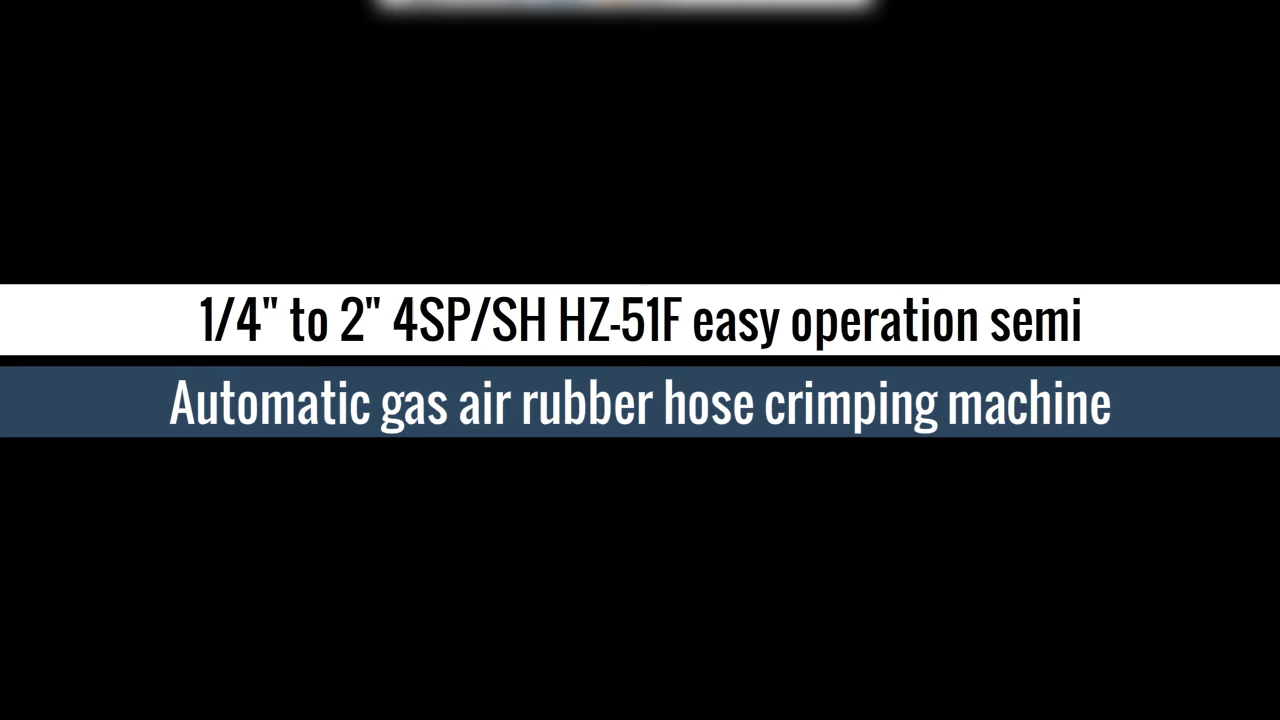 1/4" to 2" 4SP/SH HZ-51F easy operation semi
Automatic gas air rubber hose crimping machine